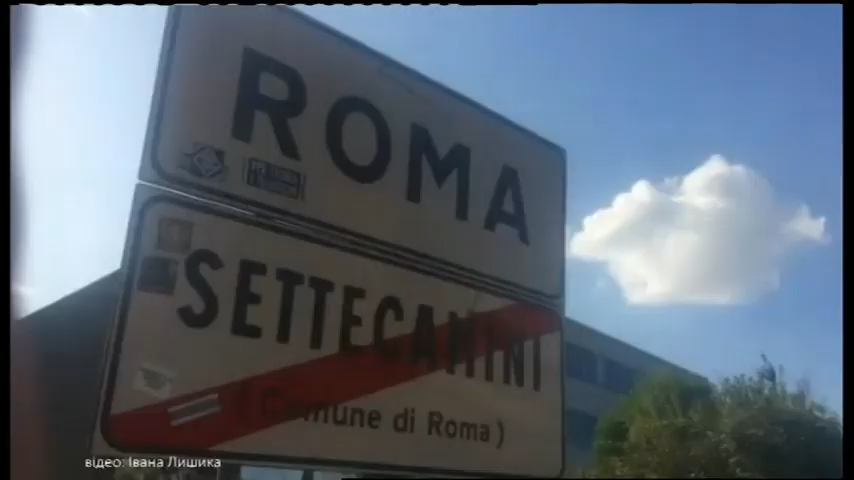 ROMA
SETTECAMINI
(Comune di Roma)
відео: Івана Лишика